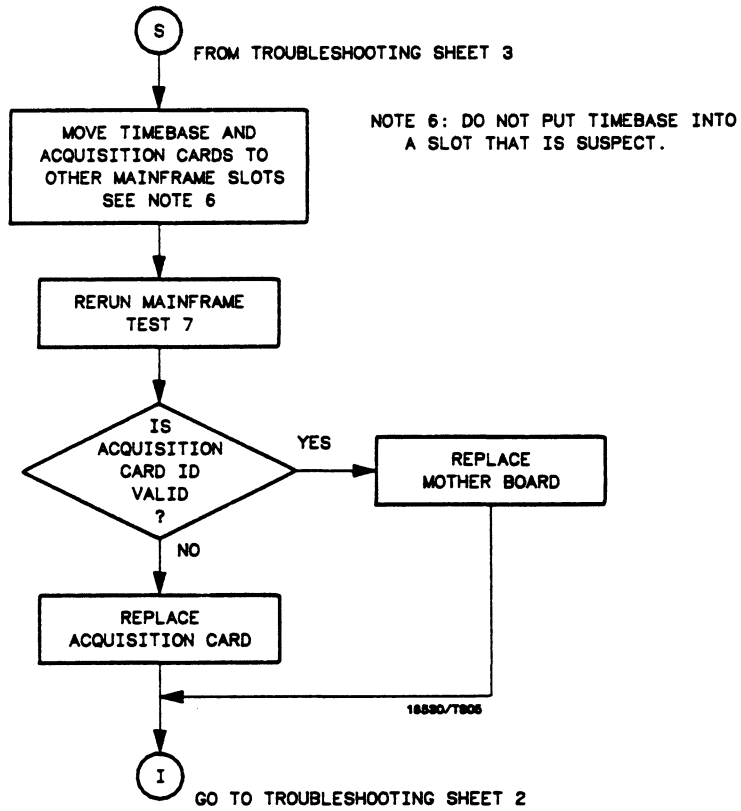 S
FROM TROUBLESHOOTING SHEET 3
MOVE TIMEBASE AND
ACQUISITION CARDS TO
OTHER MAINFRAME SLOTS
SEE NOTE 6
NOTE 6: DO NOT PUT TIMEBASE INTO
A SLOT THAT IS SUSPECT.
RERUN MAINFRAME
TEST 7
IS
ACQUISITION
CARD ID
VALID
?
YES
REPLACE
MOTHER BOARD
NO
REPLACE
ACQUISITION CARD
16530/TS05
I
GO TO TROUBLESHOOTING SHEET 2